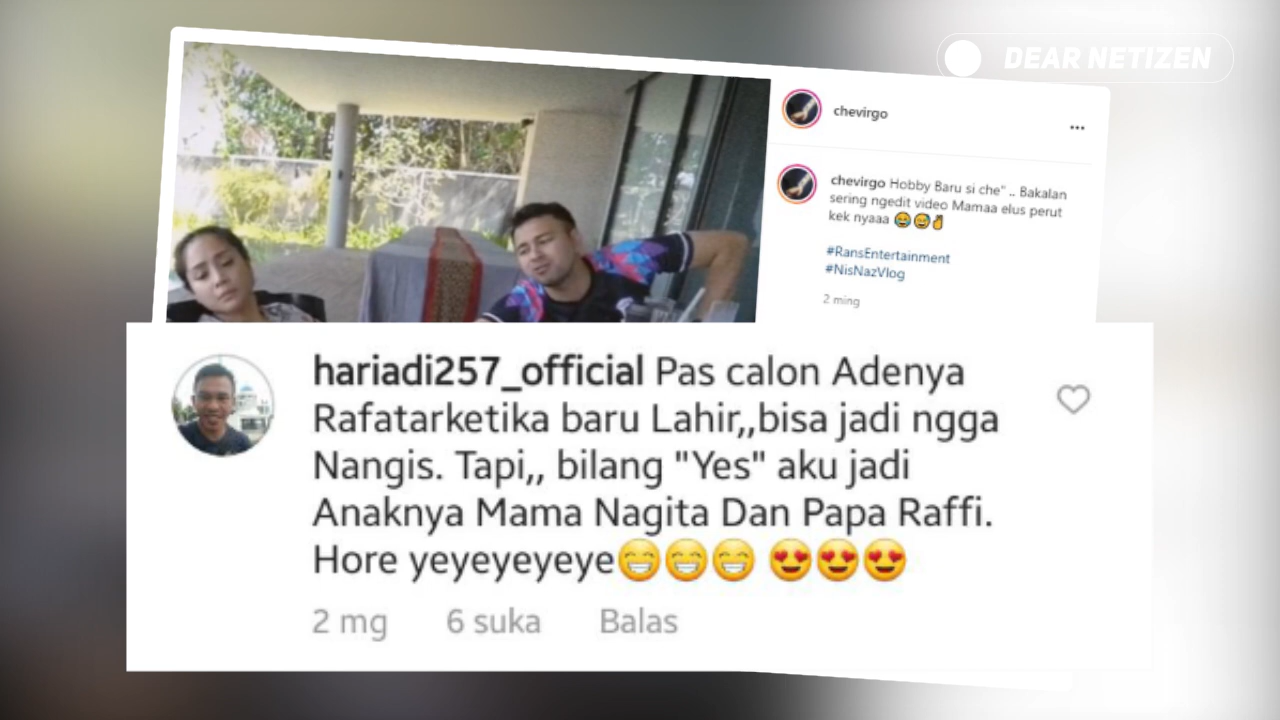 DEAR NETIZEN
chevirgo
chevirgo Hobby Baru si che" .. Bakalan
sering ngedit video Mamaa elus perut
kek nyaaa 😂😅✌
#RansEntertainment
#NisNazVlog
2 ming
hariadi257_official Pas calon Adenya
Rafatarketika baru Lahir,,bisa jadi ngga
Nangis. Tapi,, bilang "Yes" aku jadi
Anaknya Mama Nagita Dan Papa Raffi.
Hore yeyeyeyeye😁😁😁 😍😍😍
2 mg 6 suka Balas